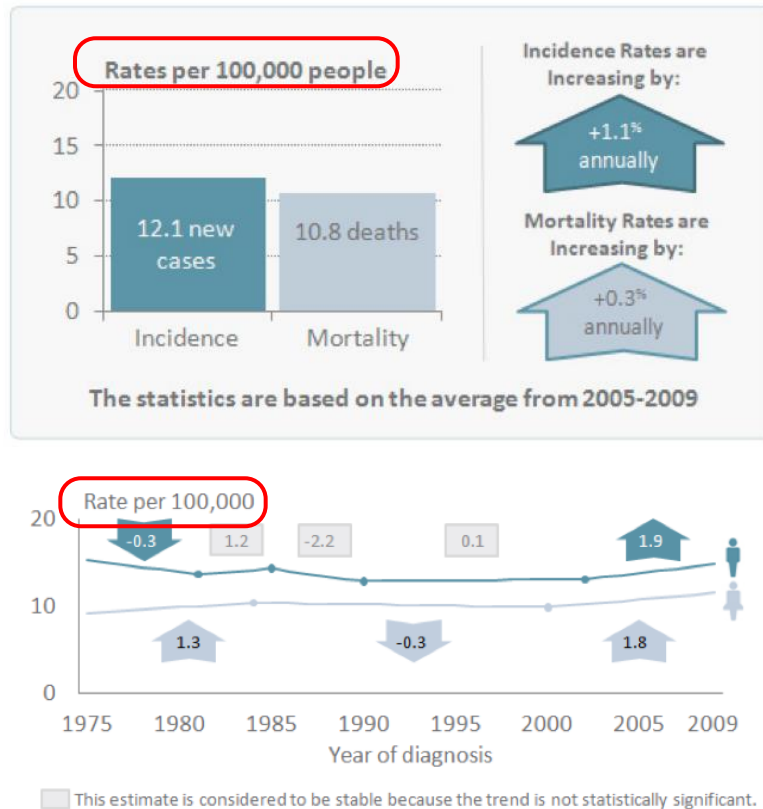 Rates per 100,000 people
20
15
10
5
0
12.1 new
cases
10.8 deaths
Incidence
Mortality
Incidence Rates are
Increasing by:
+1.1%
annually
Mortality Rates are
Increasing by:
+0.3%
annually
The statistics are based on the average from 2005-2009
Rate per 100,000
20
10
0
-0.3
1.2
-2.2
0.1
1.9
1.3
-0.3
1.8
1975
1980
1985
1990
1995
2000
2005
2009
Year of diagnosis
This estimate is considered to be stable because the trend is not statistically significant.